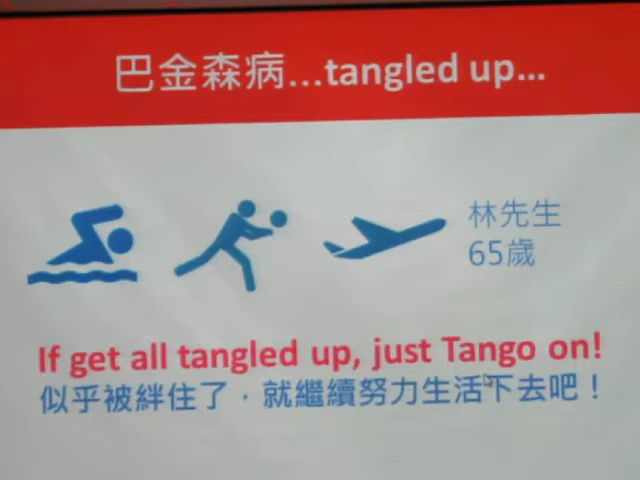 巴金森病...tangled up...
林先生
65歲
If get all tangled up, just Tango on!
似乎被絆住了，就繼續努力生活下去吧！